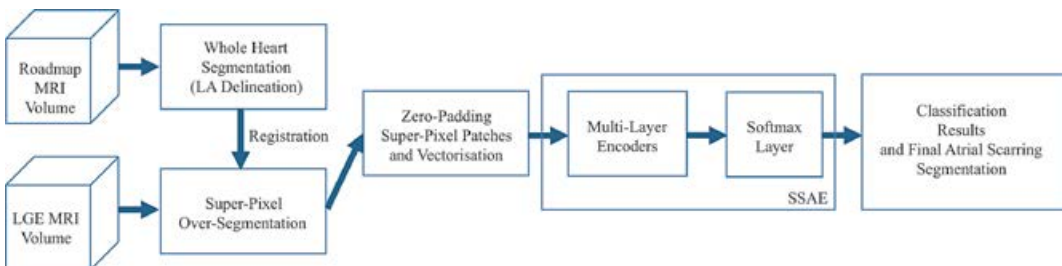 Roadmap
MRI
Volume
Whole Heart
Segmentation
(LA Delineation)
Registration
LGE MRI
Volume
Super-Pixel
Over-Segmentation
Zero-Padding
Super-Pixel Patches
and Vectorisation
Multi-Layer
Encoders
Softmax
Layer
SSAE
Classification
Results
and Final Atrial Scarring
Segmentation